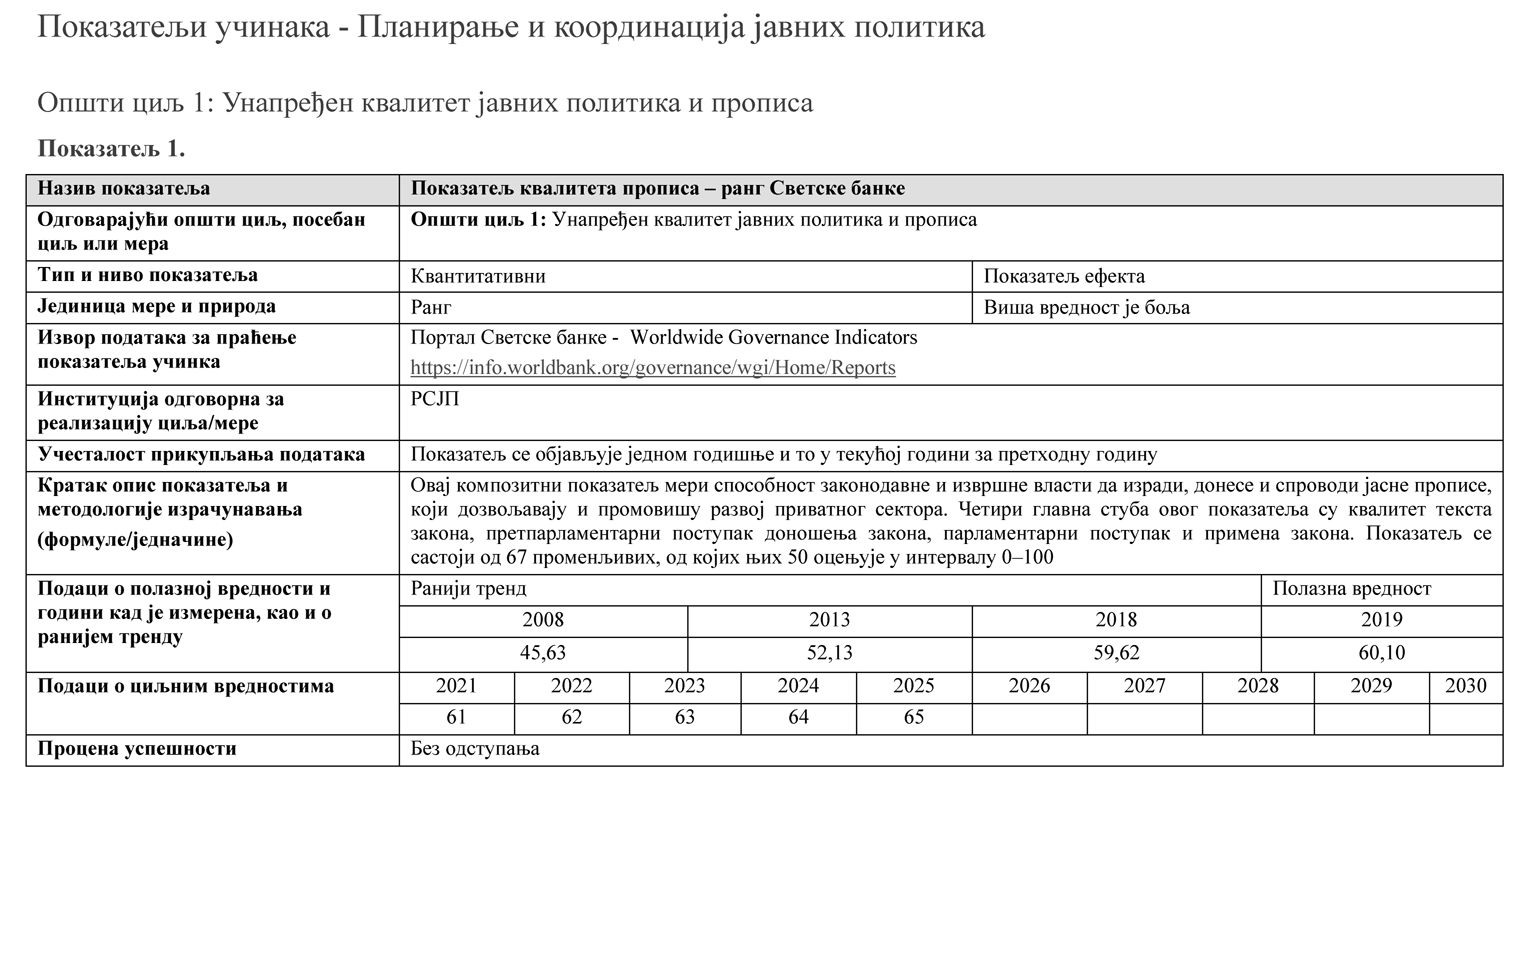 Показатељи учинака - Планирање и координација јавних политика
Општи циљ 1: Унапређен квалитет јавних политика и прописа
Показатељ 1.
Назив показатеља
Показатељ квалитета прописа – ранг Светске банке
Одговарајући општи циљ, посебан
циљ или мера
Општи циљ 1: Унапређен квалитет јавних политика и прописа
Тип и ниво показатеља
Квантитативни
Показатељ ефекта
Јединица мере и природа
Ранг
Виша вредност је боља
Извор података за праћење
показатеља учинка
Портал Светске банке - Worldwide Governance Indicators
https://info.worldbank.org/governance/wgi/Home/Reports
Институција одговорна за
реализацију циља/мере
РСЈП
Учесталост прикупљања података
Показатељ се објављује једном годишње и то у текућој години за претходну годину
Кратак опис показатеља и
методологије израчунавања
(формуле/једначине)
Овај композитни показатељ мери способност законодавне и извршне власти да изради, донесе и спроводи јасне прописе,
који дозвољавају и промовишу развој приватног сектора. Четири главна стуба овог показатеља су квалитет текста
закона, претпарламентарни поступак доношења закона, парламентарни поступак и примена закона. Показатељ се
састоји од 67 променљивих, од којих њих 50 оцењује у интервалу 0–100
Подаци о полазној вредности и
години кад је измерена, као и о
ранијем тренду
Ранији тренд
Полазна вредност
2008
2013
2018
2019
45,63
52,13
59,62
60,10
Подаци о циљним вредностима
2021
2022
2023
2024
2025
2026
2027
2028
2029
2030
61
62
63
64
65
Процена успешности
Без одступања